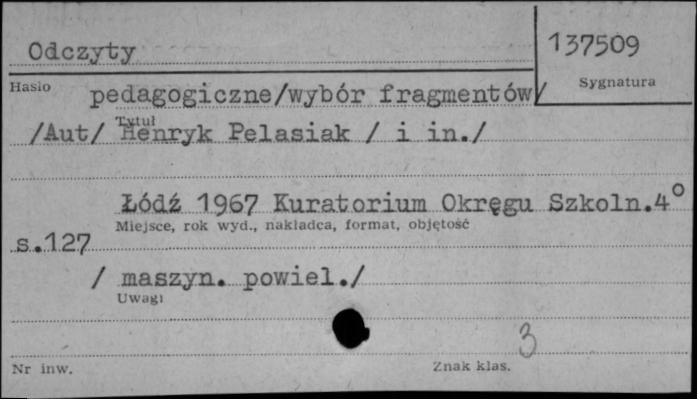 Odczyty
137509
Hasło
Sygnatura
pedagogiczne/wybór fragmentów/
Tytuł
/Aut/ Henryk Pelasiak / i in./
Łódź 1967 Kuratorium Okręgu Szkoln.4°
Miejsce, rok wyd., nakładca, format, objętość
s.127
/ maszyn. powiel./
Uwagi
3
Nr inw.
Znak klas.